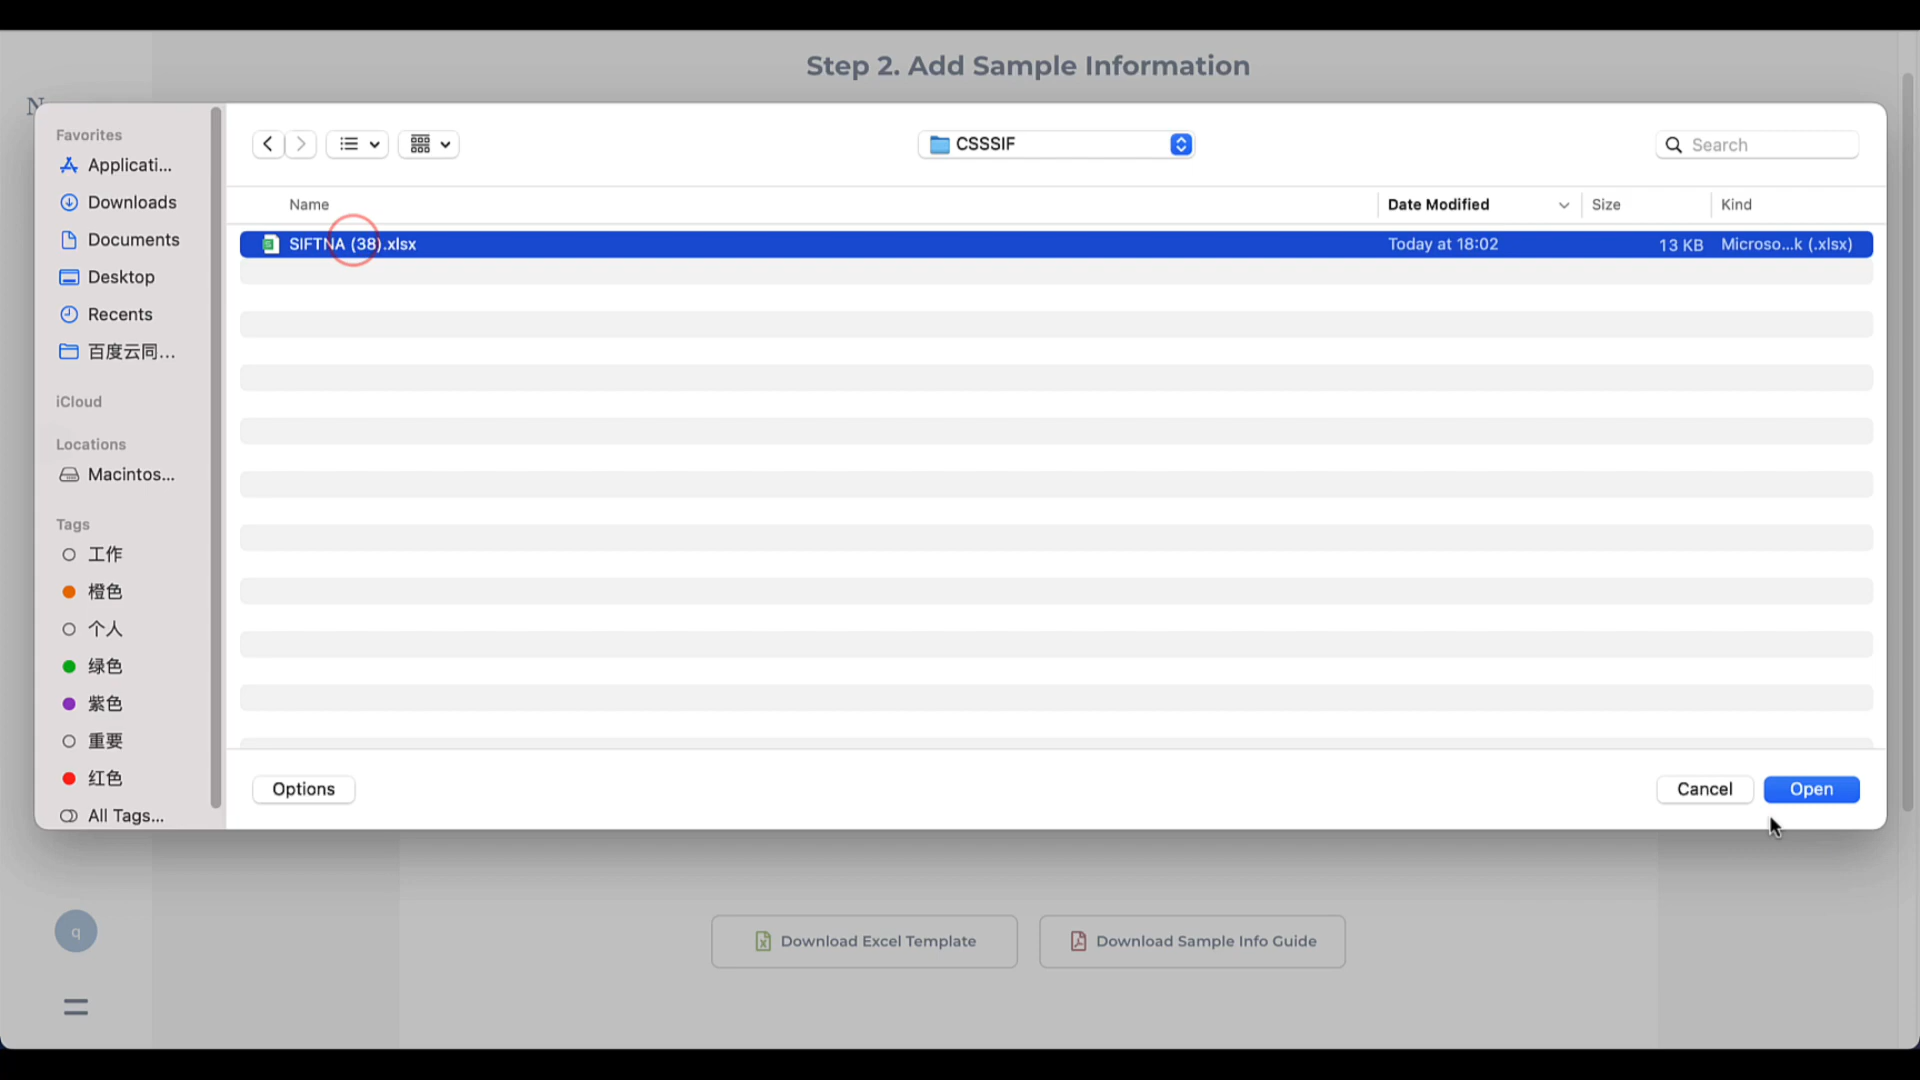 Step 2. Add Sample Information
N
Favorites
Applicati...
Downloads
Documents
Desktop
Recents
百度云同...
iCloud
Locations
Macintos...
Tags
工作
橙色
个人
绿色
紫色
重要
红色
All Tags...
CSSSIF
Search
Name Date Modified Size Kind
SIFTNA (38).xlsx Today at 18:02 13 KB Microso...k (.xlsx)
Options Cancel Open
q
Download Excel Template Download Sample Info Guide